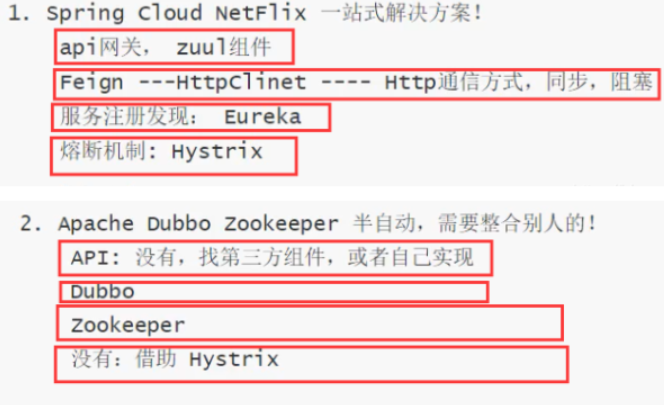 1. Spring Cloud NetFlix 一站式解决方案!
api网关, zuul组件
Feign ---HttpClinet ---- Http通信方式,同步,阻塞
服务注册发现: Eureka
熔断机制: Hystrix
2. Apache Dubbo Zookeeper 半自动,需要整合别人的!
API: 没有,找第三方组件,或者自己实现
Dubbo
Zookeeper
没有:借助 Hystrix